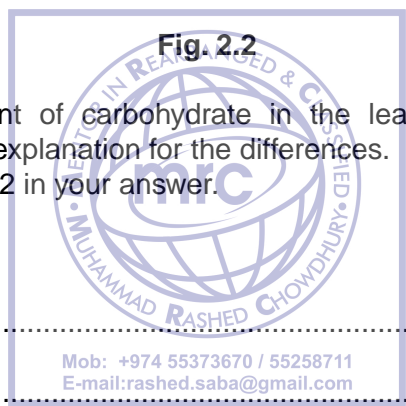 Fig. 2.2
nt of carbohydrate in the lea
explanation for the differences.
2 in your answer.
MENTOR IN REARRANGED & CLASSIFIED
mrc
• MUHAMMAD RASHED CHOWDHURY •
................................................
Mob: +974 55373670 / 55258711
E-mail:rashed.saba@gmail.com
................................................